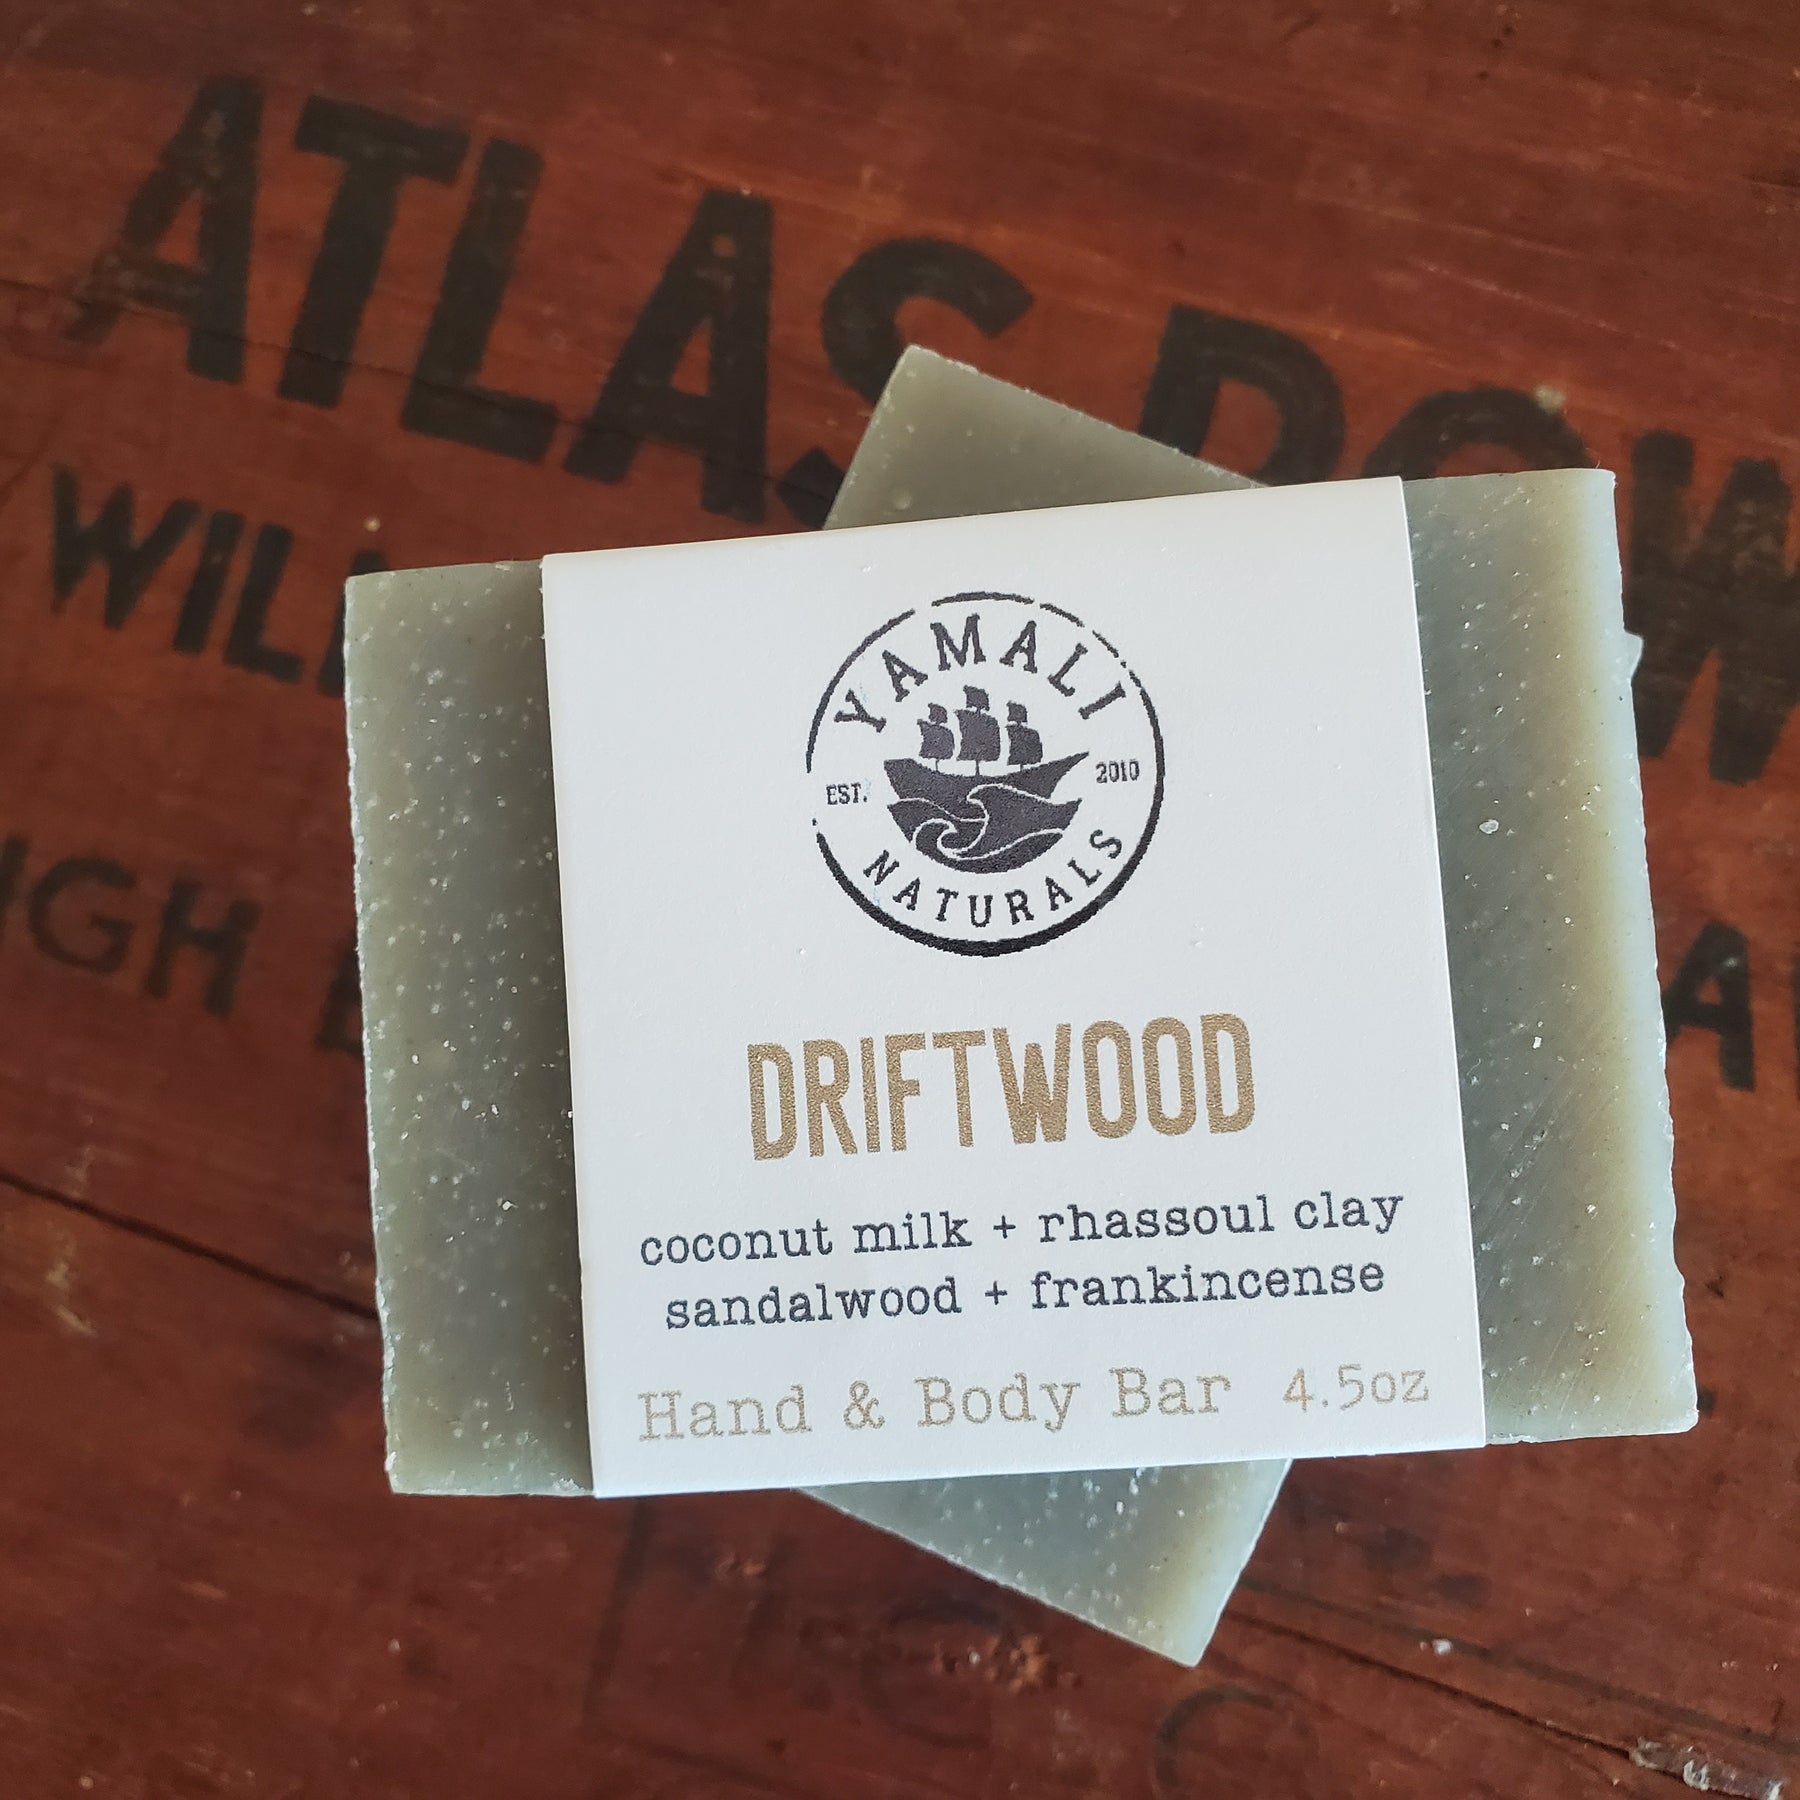 ATLAS
YAMALI
EST. 2010
NATURALS
DRIFTWOOD
coconut milk + rhassoul clay
sandalwood + frankincense
Hand & Body Bar 4.5oz